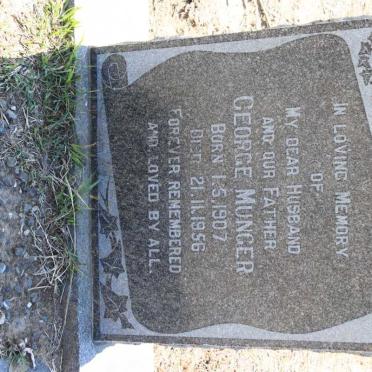 IN LOVING MEMORY
OF
MY DEAR HUSBAND
AND OUR FATHER
GEORGE MUNGER
BORN 1.5.1907
DIED 21.11.1956
FOREVER REMEMBERED
AND LOVED BY ALL